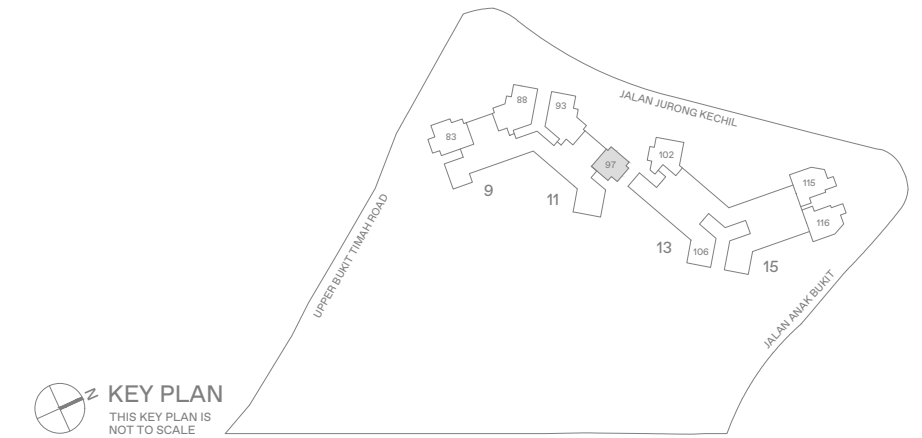 JALAN JURONG KECHIL
88
93
83
97
102
115
116
9
11
13
106
15
UPPER BUKIT TIMAH ROAD
JALAN ANAK BUKIT
N
KEY PLAN
THIS KEY PLAN IS
NOT TO SCALE